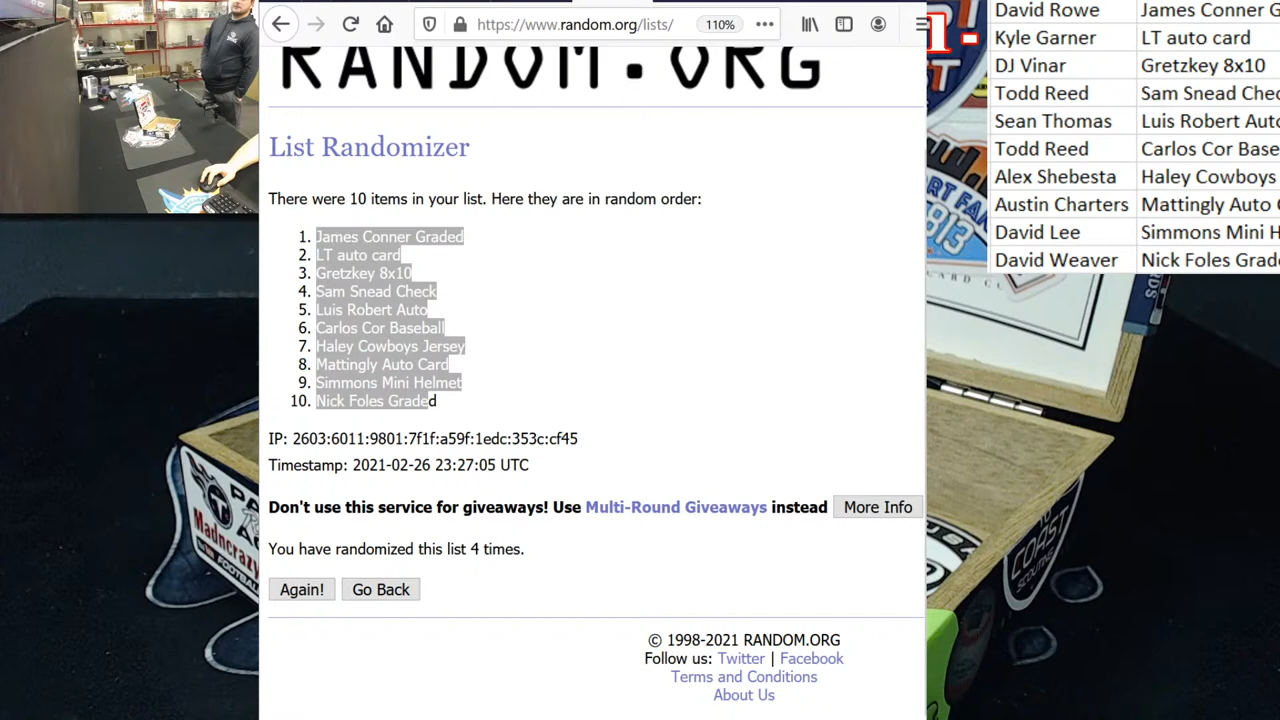 https://www.random.org/lists/
110%
RANDOM.ORG
List Randomizer
There were 10 items in your list. Here they are in random order:
1. James Conner Graded
2. LT auto card
3. Gretzkey 8x10
4. Sam Snead Check
5. Luis Robert Auto
6. Carlos Cor Baseball
7. Haley Cowboys Jersey
8. Mattingly Auto Card
9. Simmons Mini Helmet
10. Nick Foles Graded
IP: 2603:6011:9801:7f1f:a59f:1edc:353c:cf45
Timestamp: 2021-02-26 23:27:05 UTC
Don't use this service for giveaways! Use Multi-Round Giveaways instead More Info
You have randomized this list 4 times.
Again! Go Back
© 1998-2021 RANDOM.ORG
Follow us: Twitter | Facebook
Terms and Conditions
About Us
David Rowe James Conner G
Kyle Garner LT auto card
DJ Vinar Gretzkey 8x10
Todd Reed Sam Snead Chec
Sean Thomas Luis Robert Auto
Todd Reed Carlos Cor Base
Alex Shebesta Haley Cowboys
Austin Charters Mattingly Auto
David Lee Simmons Mini H
David Weaver Nick Foles Grade
Madncrazy
FOOTBALL
COAST
SCOUTING
813